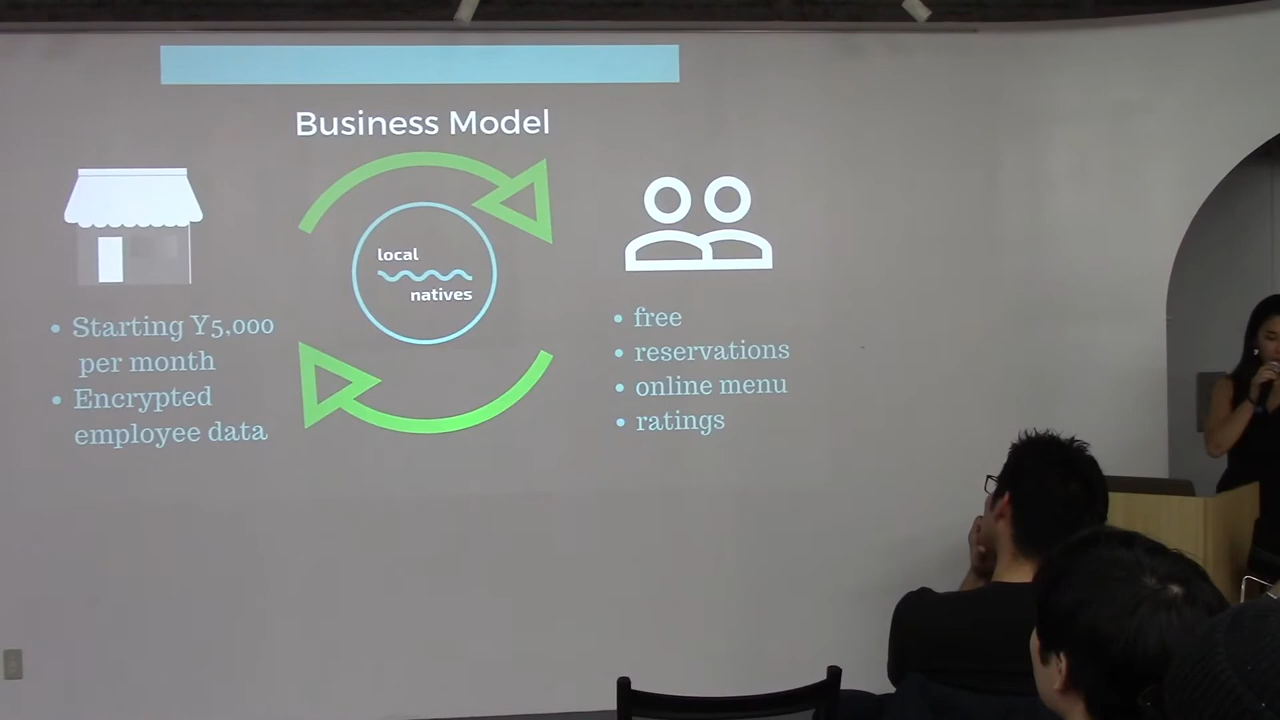 Business Model
local
natives
• Starting Y5,000
per month
• Encrypted
employee data
• free
• reservations
• online menu
• ratings